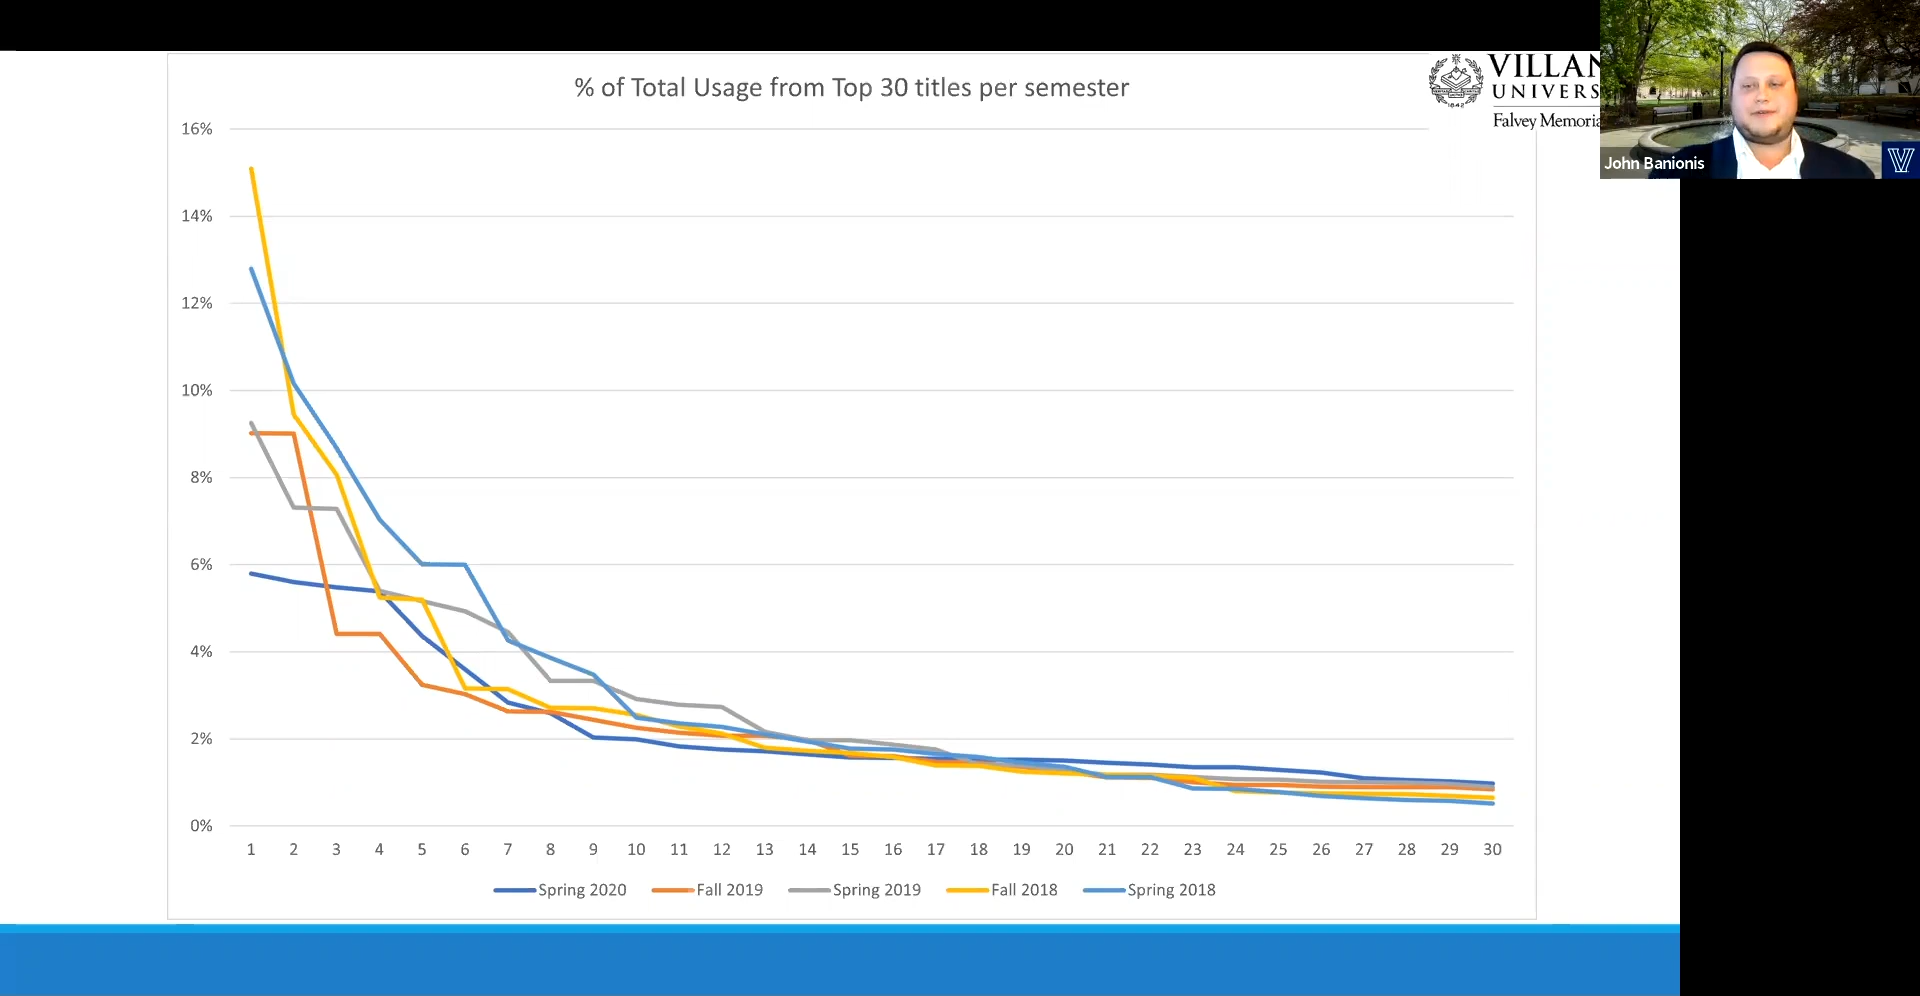 % of Total Usage from Top 30 titles per semester
VILLAN
UNIVERS
1842
Falvey Memoria
John Banionis
16%
14%
12%
10%
8%
6%
4%
2%
0%
1 2 3 4 5 6 7 8 9 10 11 12 13 14 15 16 17 18 19 20 21 22 23 24 25 26 27 28 29 30
Spring 2020 Fall 2019 Spring 2019 Fall 2018 Spring 2018